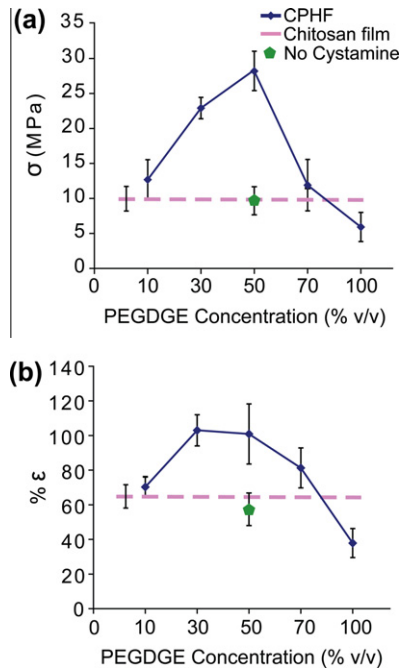 (a)
CPHF
Chitosan film
No Cystamine
35
30
25
20
15
10
5
0
σ (MPa)
0 10 30 50 70 100
PEGDGE Concentration (% v/v)
(b)
140
120
100
80
60
40
20
0
% ε
0 10 30 50 70 100
PEGDGE Concentration (% v/v)